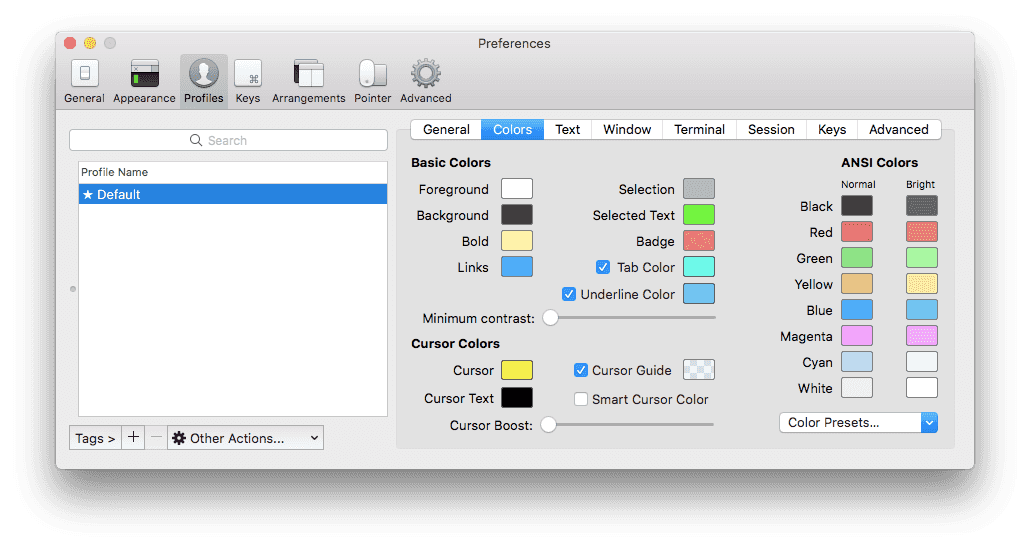 Preferences
General Appearance Profiles Keys Arrangements Pointer Advanced
Search
Profile Name
★ Default
Tags > + − Other Actions...
General Colors Text Window Terminal Session Keys Advanced
Basic Colors
Foreground Selection
Background Selected Text
Bold Badge
Links Tab Color
Underline Color
Minimum contrast:
Cursor Colors
Cursor Cursor Guide
Cursor Text Smart Cursor Color
Cursor Boost:
ANSI Colors
Normal Bright
Black
Red
Green
Yellow
Blue
Magenta
Cyan
White
Color Presets...